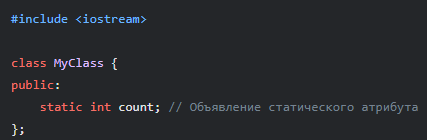 #include <iostream>
class MyClass {
public:
    static int count; // Объявление статического атрибута
};